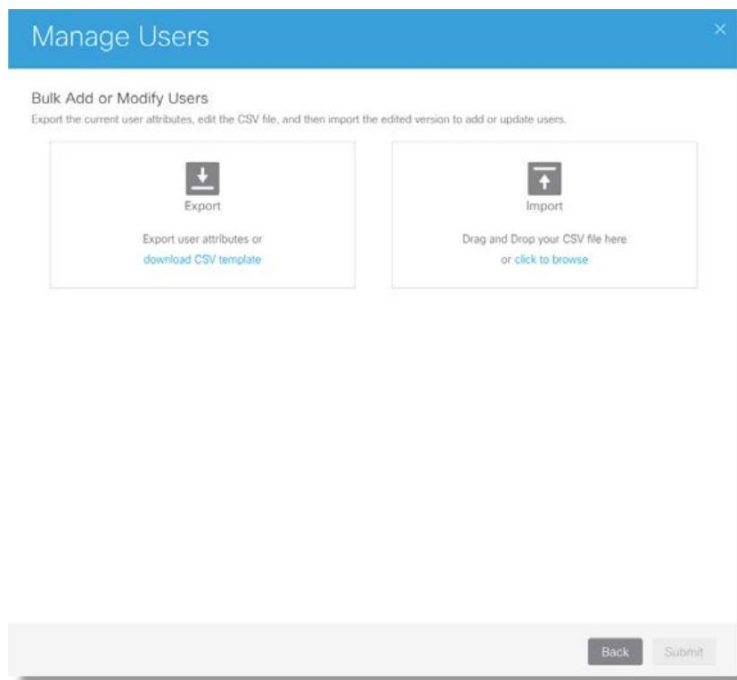 Manage Users
Bulk Add or Modify Users
Export the current user attributes, edit the CSV file, and then import the edited version to add or update users.
Export
Export user attributes or
download CSV template
Import
Drag and Drop your CSV file here
or click to browse
Back
Submit